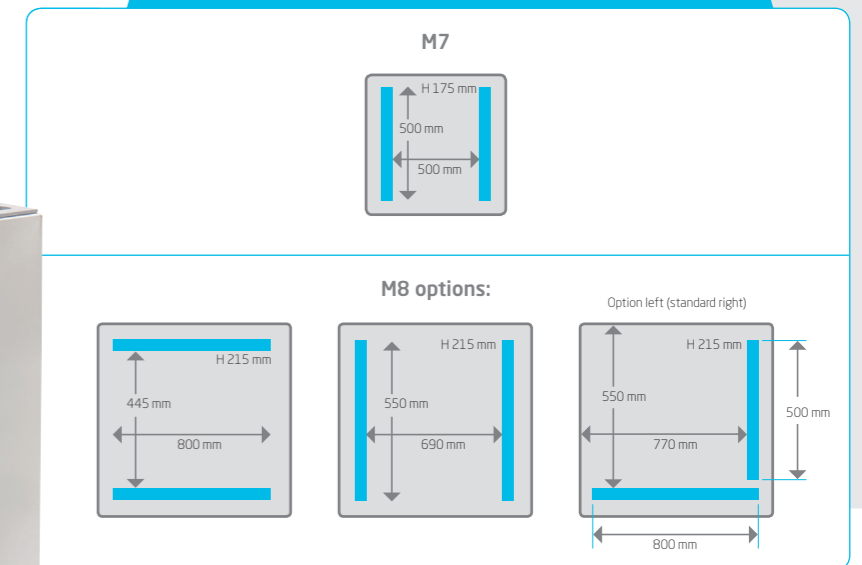 M7
H 175 mm
500 mm
500 mm
M8 options:
Option left (standard right)
H 215 mm
445 mm
800 mm
H 215 mm
550 mm
690 mm
H 215 mm
550 mm
770 mm
500 mm
800 mm